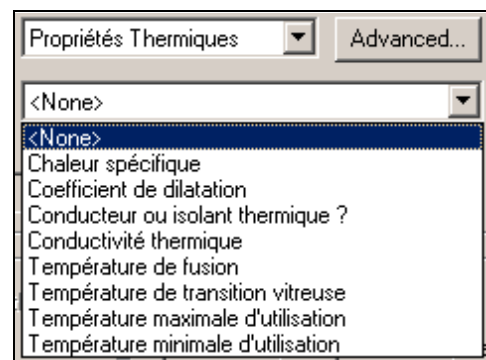 Propriétés Thermiques Advanced...
<None>
<None>
Chaleur spécifique
Coefficient de dilatation
Conducteur ou isolant thermique ?
Conductivité thermique
Température de fusion
Température de transition vitreuse
Température maximale d'utilisation
Température minimale d'utilisation